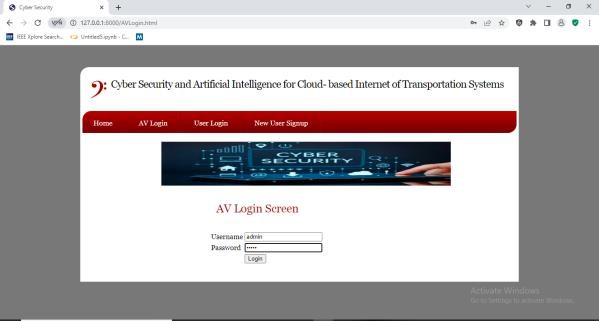 Cyber Security
127.0.0.1:8000/AVLogin.html
VPN
IEEE Xplore Search...
Untitled5.ipynb - C...
M
Cyber Security and Artificial Intelligence for Cloud- based Internet of Transportation Systems
Home
AV Login
User Login
New User Signup
CYBER
SECURITY
AV Login Screen
Username admin
Password •••••
Login
Activate Windows
Go to Settings to activate Windows.